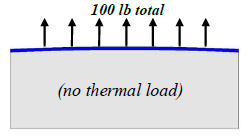 100 lb total
(no thermal load)